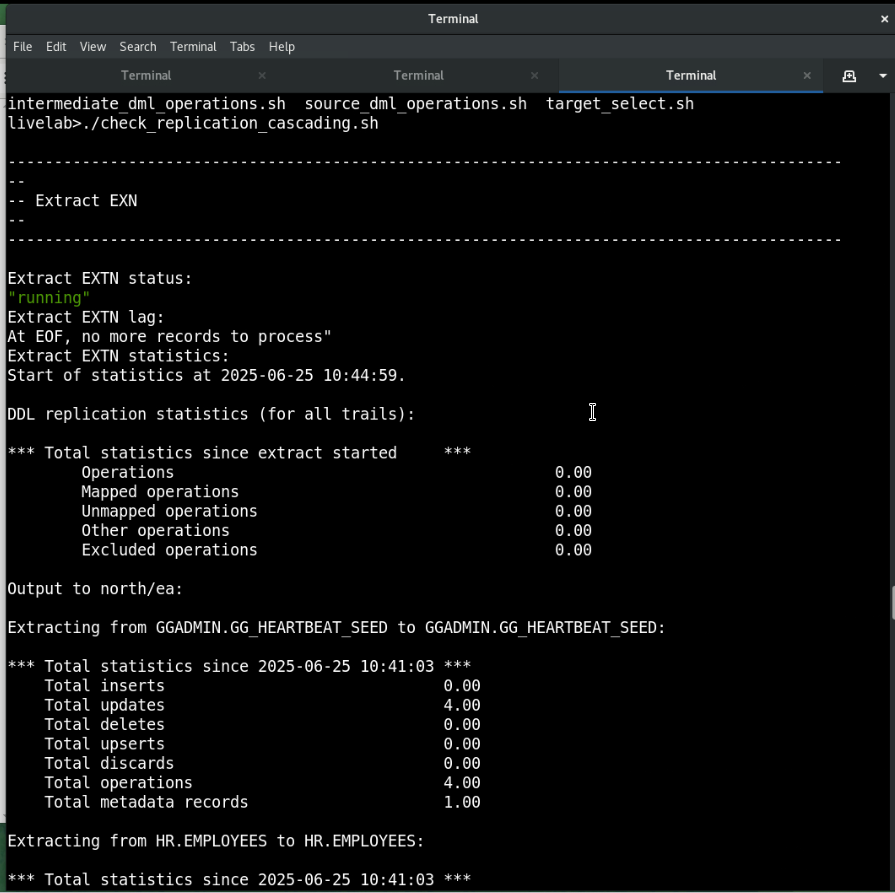 Terminal
File Edit View Search Terminal Tabs Help
Terminal Terminal Terminal
intermediate_dml_operations.sh  source_dml_operations.sh  target_select.sh
livelab>./check_replication_cascading.sh
------------------------------------------------------------------------------------------
--
-- Extract EXN
--
------------------------------------------------------------------------------------------
Extract EXTN status:
"running"
Extract EXTN lag:
At EOF, no more records to process"
Extract EXTN statistics:
Start of statistics at 2025-06-25 10:44:59.
DDL replication statistics (for all trails):
*** Total statistics since extract started     ***
        Operations                                         0.00
        Mapped operations                                  0.00
        Unmapped operations                                0.00
        Other operations                                   0.00
        Excluded operations                                0.00
Output to north/ea:
Extracting from GGADMIN.GG_HEARTBEAT_SEED to GGADMIN.GG_HEARTBEAT_SEED:
*** Total statistics since 2025-06-25 10:41:03 ***
    Total inserts                              0.00
    Total updates                              4.00
    Total deletes                              0.00
    Total upserts                              0.00
    Total discards                             0.00
    Total operations                           4.00
    Total metadata records                     1.00
Extracting from HR.EMPLOYEES to HR.EMPLOYEES:
*** Total statistics since 2025-06-25 10:41:03 ***